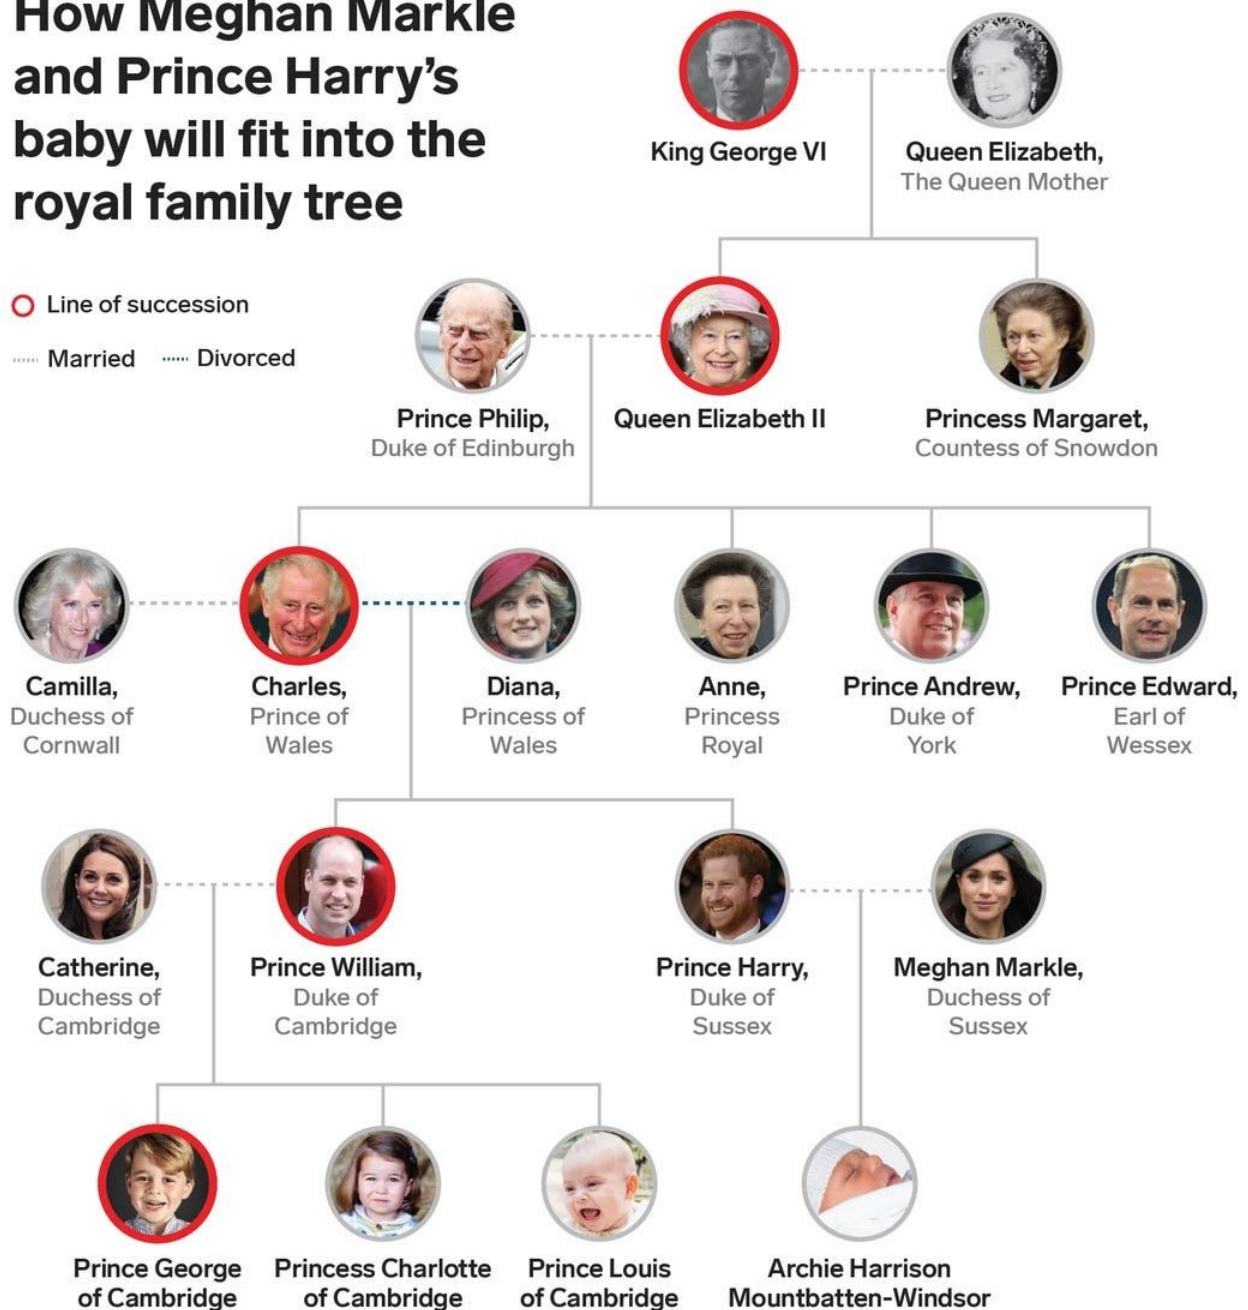 How Meghan Markle
and Prince Harry's
baby will fit into the
royal family tree
Line of succession
Married
Divorced
King George VI
Queen Elizabeth,
The Queen Mother
Prince Philip,
Duke of Edinburgh
Queen Elizabeth II
Princess Margaret,
Countess of Snowdon
Camilla,
Duchess of
Cornwall
Charles,
Prince of
Wales
Diana,
Princess of
Wales
Anne,
Princess
Royal
Prince Andrew,
Duke of
York
Prince Edward,
Earl of
Wessex
Catherine,
Duchess of
Cambridge
Prince William,
Duke of
Cambridge
Prince Harry,
Duke of
Sussex
Meghan Markle,
Duchess of
Sussex
Prince George
of Cambridge
Princess Charlotte
of Cambridge
Prince Louis
of Cambridge
Archie Harrison
Mountbatten-Windsor